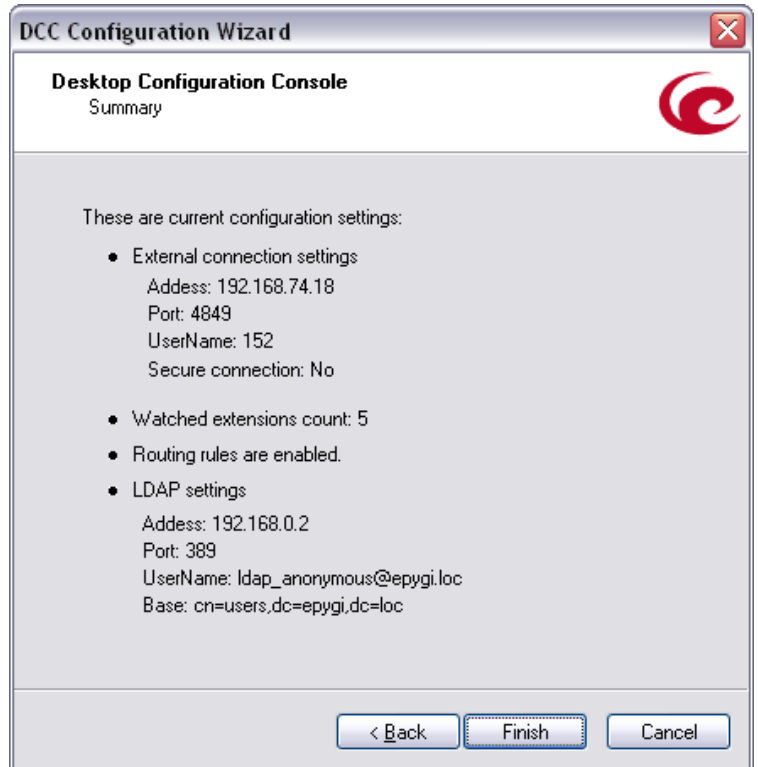 DCC Configuration Wizard
Desktop Configuration Console
Summary
These are current configuration settings:
● External connection settings
Addess: 192.168.74.18
Port: 4849
UserName: 152
Secure connection: No
● Watched extensions count: 5
● Routing rules are enabled.
● LDAP settings
Addess: 192.168.0.2
Port: 389
UserName: ldap_anonymous@epygi.loc
Base: cn=users,dc=epygi,dc=loc
< Back Finish Cancel